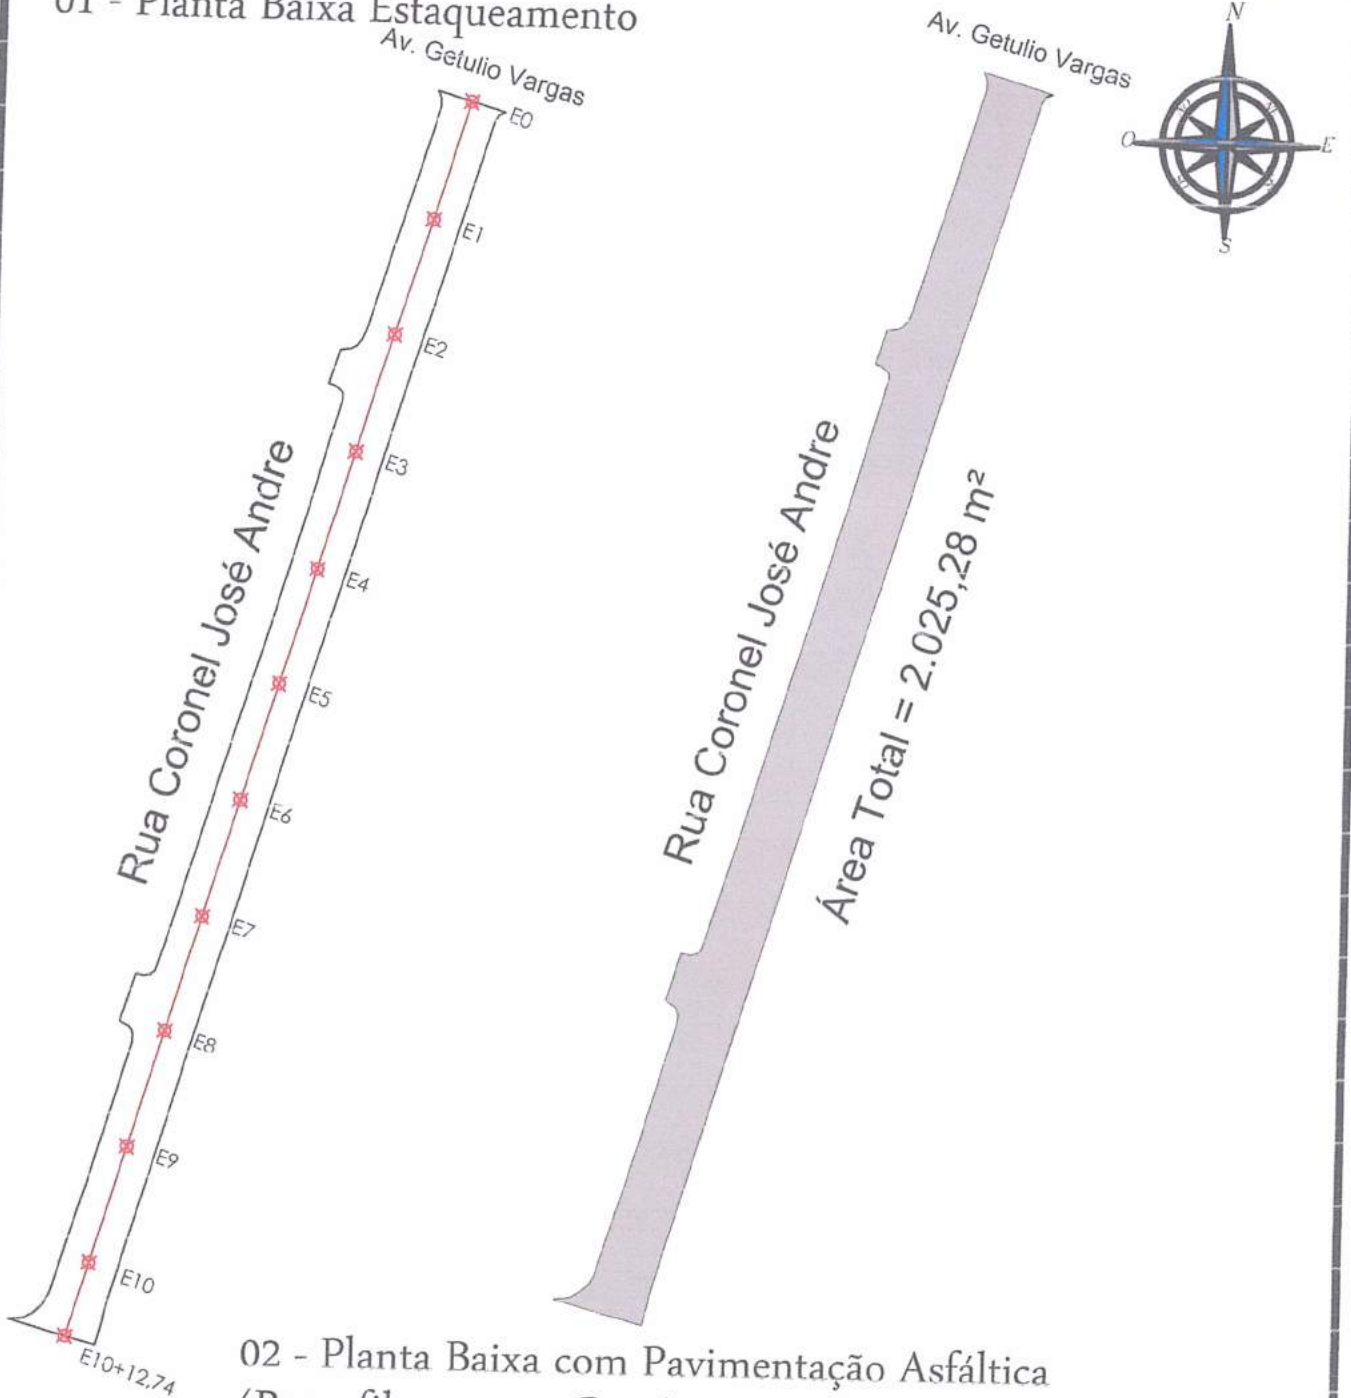 01 - Planta Baixa Estaqueamento
Av. Getulio Vargas
E0
E1
E2
E3
E4
E5
E6
E7
E8
E9
E10
E10+12,74
Rua Coronel José Andre
Av. Getulio Vargas
Rua Coronel José Andre
Área Total = 2.025,28 m²
N
O
E
S
02 - Planta Baixa com Pavimentação Asfáltica